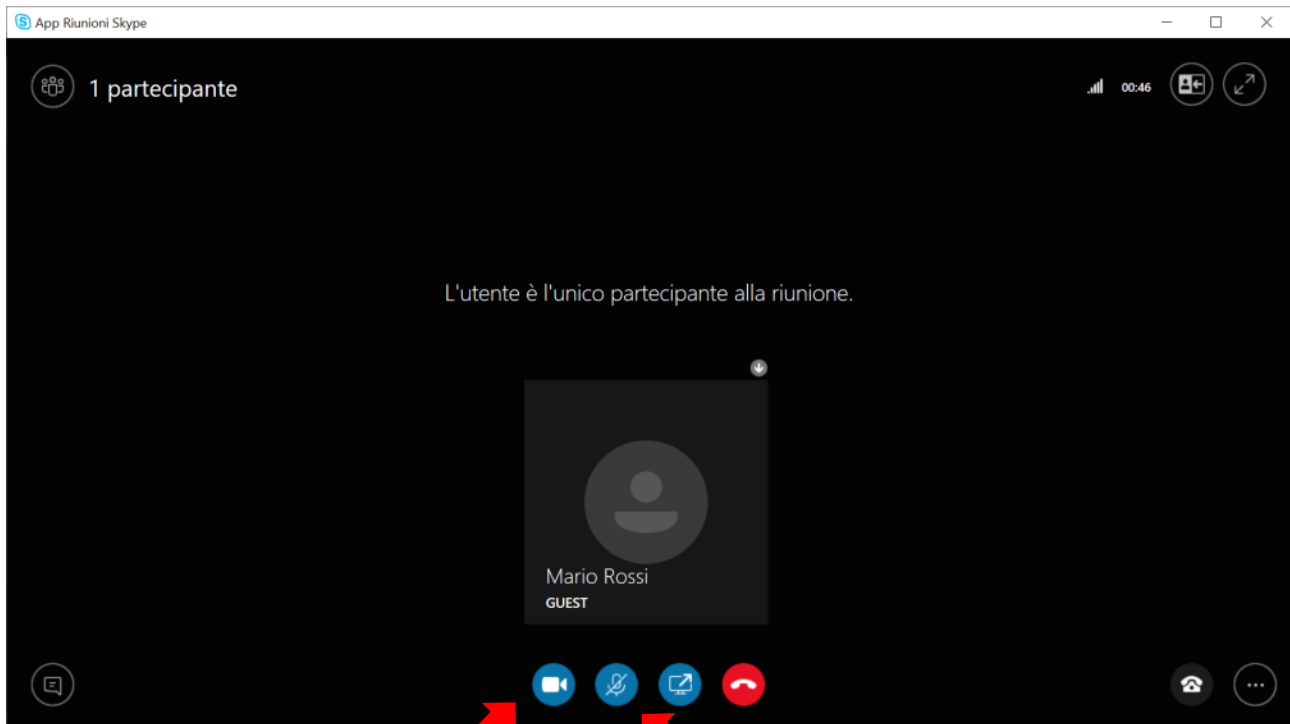 App Riunioni Skype
1 partecipante
00:46
L'utente è l'unico partecipante alla riunione.
Mario Rossi
GUEST